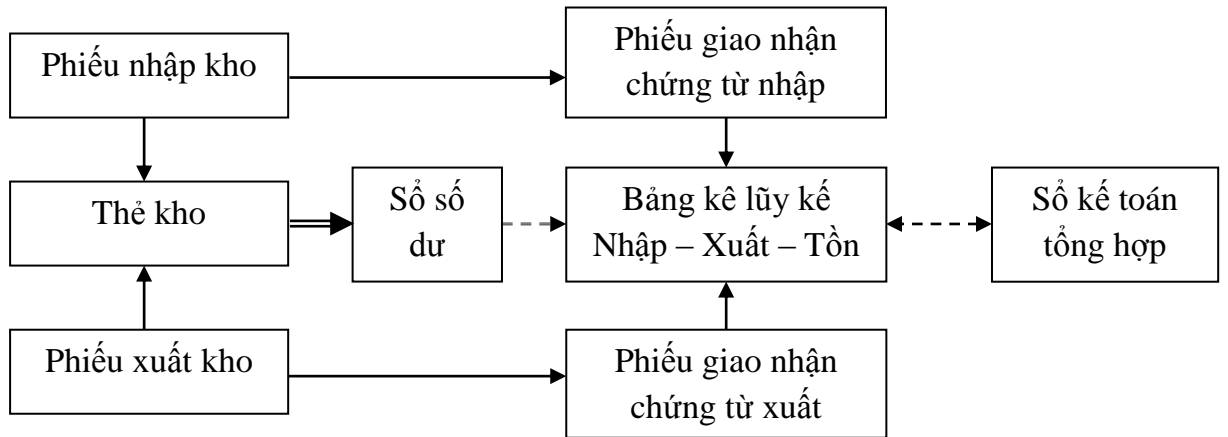 Phiếu nhập kho
Phiếu giao nhận
chứng từ nhập
Thẻ kho
Sổ số
dư
Bảng kê lũy kế
Nhập – Xuất – Tồn
Sổ kế toán
tổng hợp
Phiếu xuất kho
Phiếu giao nhận
chứng từ xuất